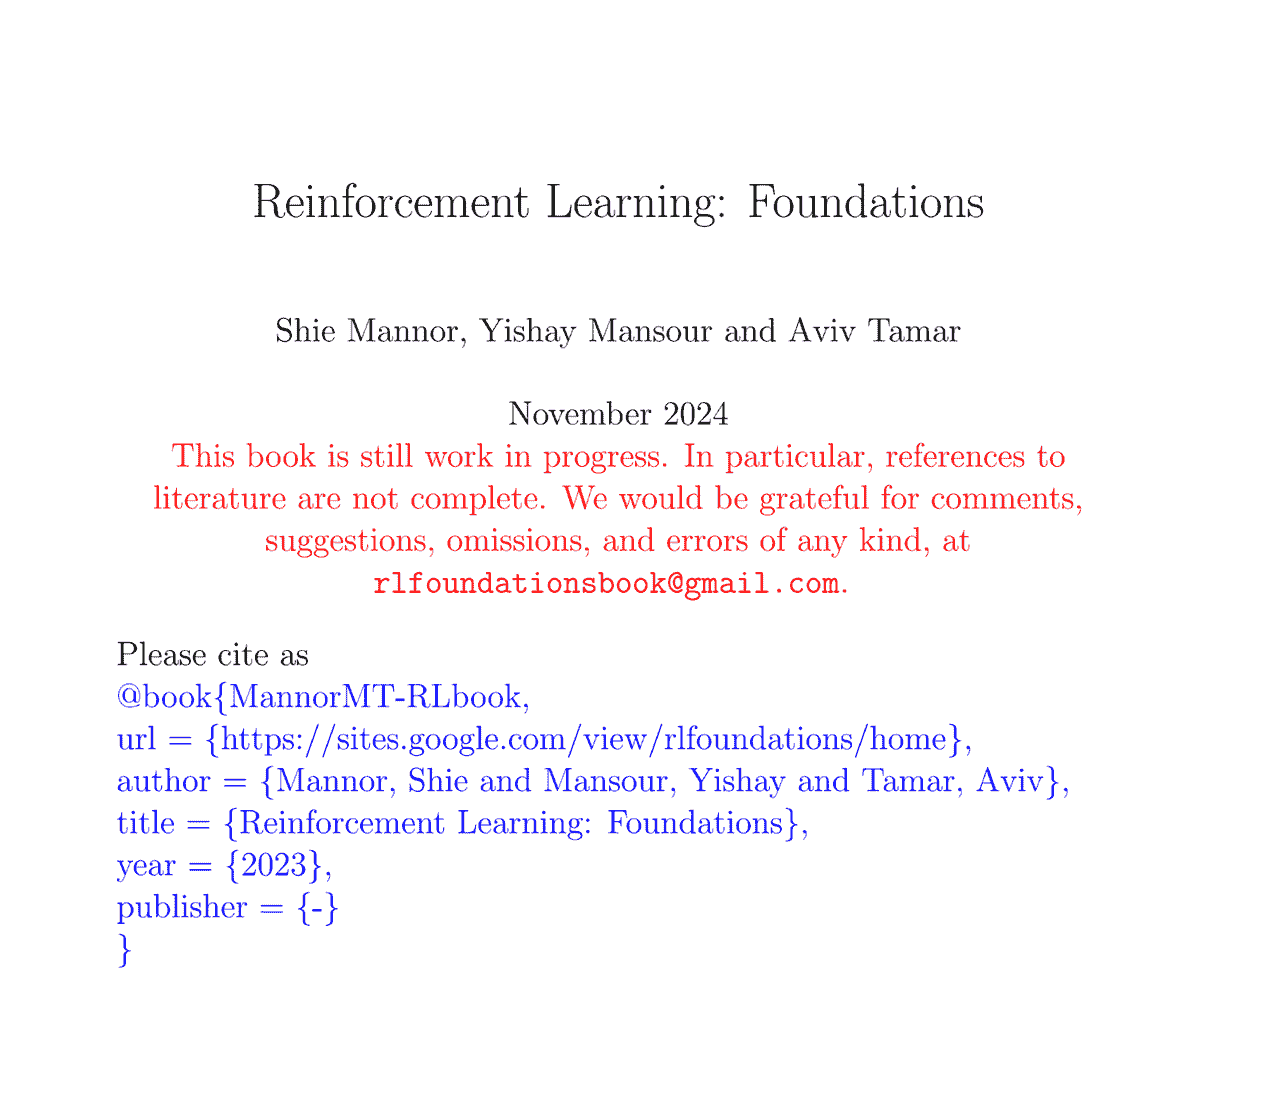 Reinforcement Learning: Foundations
Shie Mannor, Yishay Mansour and Aviv Tamar
November 2024
This book is still work in progress. In particular, references to
literature are not complete. We would be grateful for comments,
suggestions, omissions, and errors of any kind, at
rlfoundationsbook@gmail.com.
Please cite as
@book{MannorMT-RLbook,
url = {https://sites.google.com/view/rlfoundations/home},
author = {Mannor, Shie and Mansour, Yishay and Tamar, Aviv},
title = {Reinforcement Learning: Foundations},
year = {2023},
publisher = {-}
}